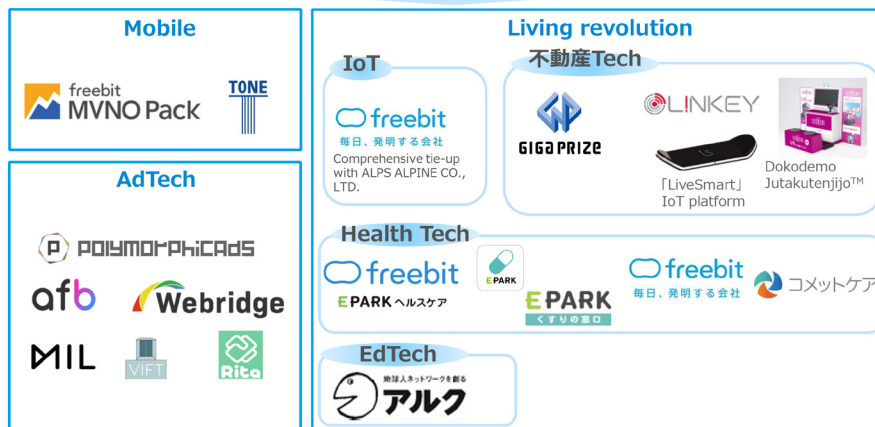 Mobile
freebit
MVNO Pack
TONE
AdTech
P POLYMORPHICADS
afb
Webridge
MIL
VIFT
Rita
Living revolution
IoT
freebit
毎日、発明する会社
Comprehensive tie-up
with ALPS ALPINE CO.,
LTD.
不動産Tech
GIGA PRIZE
L!NKEY
「LiveSmart」
IoT platform
Dokodemo
Jutakutenjijo™
Health Tech
freebit
EPARK ヘルスケア
EPARK
EPARK
くすりの窓口
freebit
毎日、発明する会社
コメットケア
EdTech
地球人ネットワークを創る
アルク